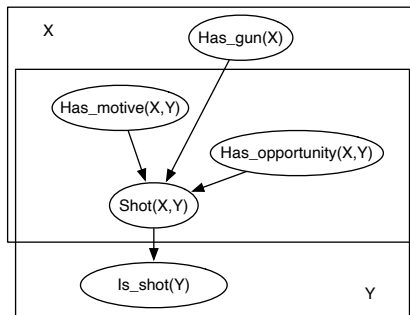 X
Has_gun(X)
Has_motive(X,Y)
Has_opportunity(X,Y)
Shot(X,Y)
Is_shot(Y)
Y